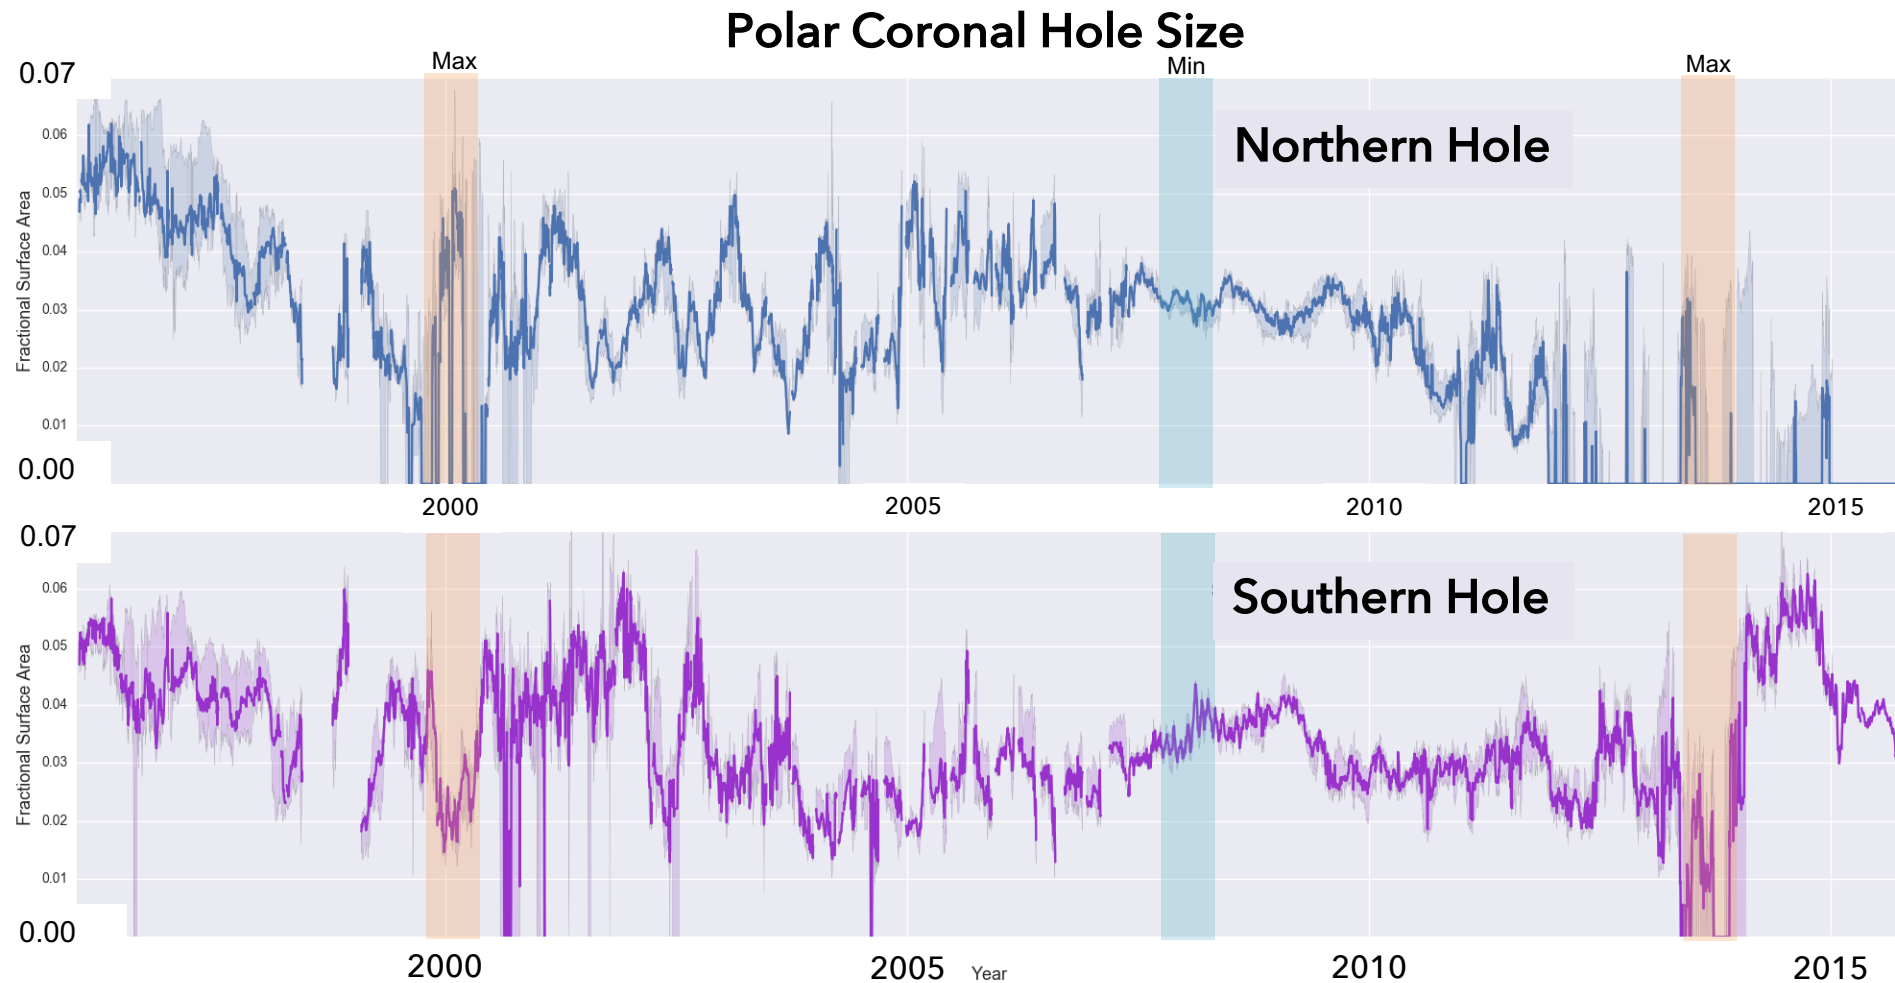 Polar Coronal Hole Size
Max
Min
Max
0.07
0.06
0.05
0.04
0.03
0.02
0.01
0.00
Fractional Surface Area
Northern Hole
2000
2005
2010
2015
0.07
0.06
0.05
0.04
0.03
0.02
0.01
0.00
Fractional Surface Area
Southern Hole
2000
2005
Year
2010
2015